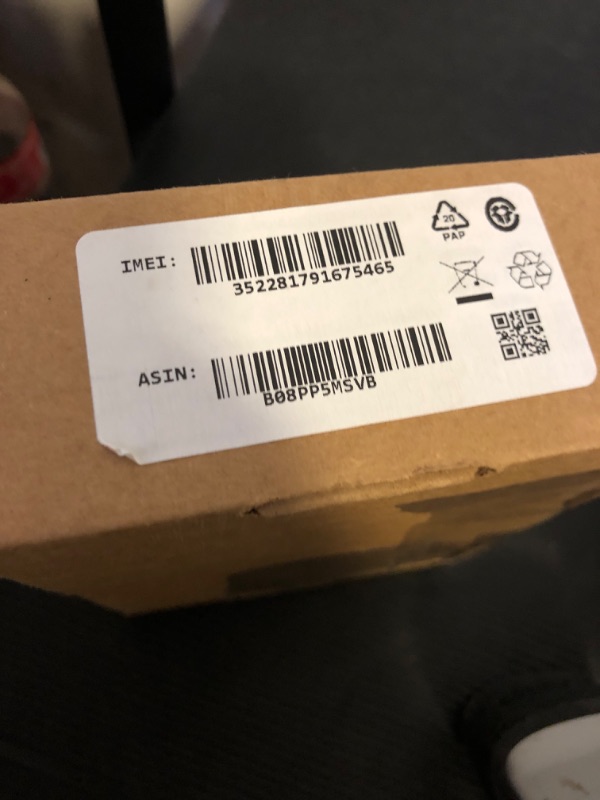 IMEI:
352281791675465
ASIN:
B08PP5MSVB
20
PAP